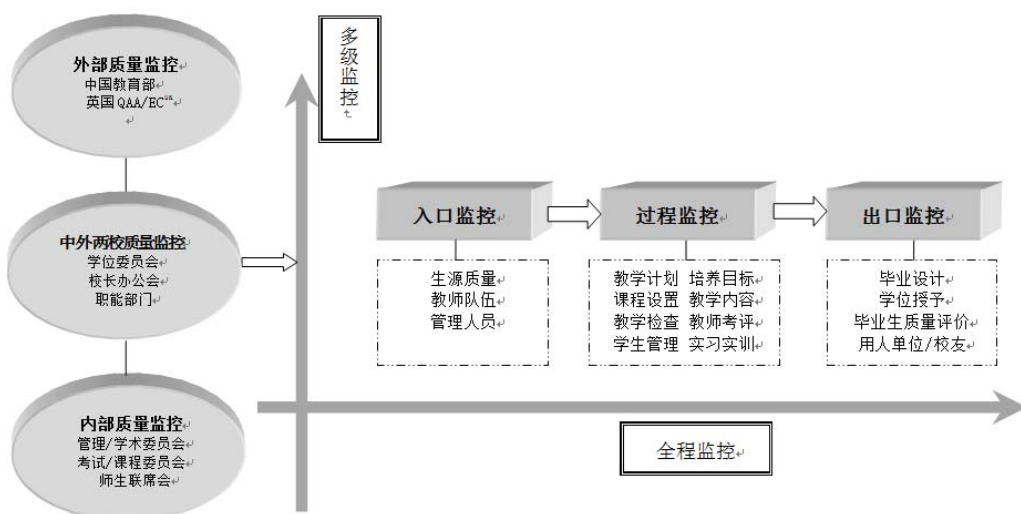 外部质量监控
中国教育部
英国 QAA/EC
中外两校质量监控
学位委员会
校长办公会
职能部门
内部质量监控
管理/学术委员会
考试/课程委员会
师生联席会
多级监控
入口监控
生源质量
教师队伍
管理人员
过程监控
教学计划 培养目标
课程设置 教学内容
教学检查 教师考评
学生管理 实习实训
出口监控
毕业设计
学位授予
毕业生质量评价
用人单位/校友
全程监控